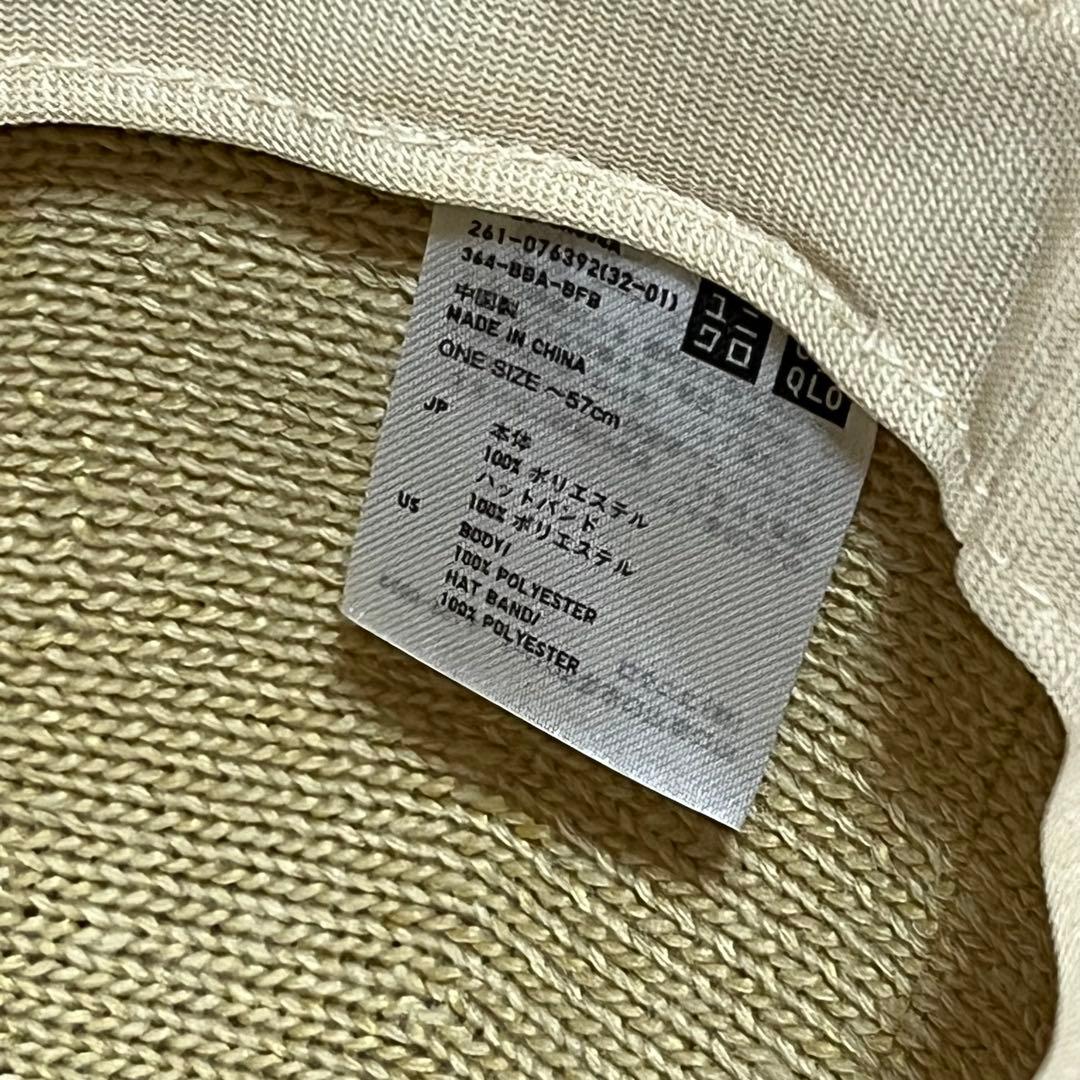 261-076392(32-01)
364-BBA-BFB
中国製
MADE IN CHINA
ONE SIZE ～57cm
JP
本体
100% ポリエステル
ハットバンド
100% ポリエステル
US
BODY/
100% POLYESTER
HAT BAND/
100% POLYESTER
ユニ
クロ
QLO